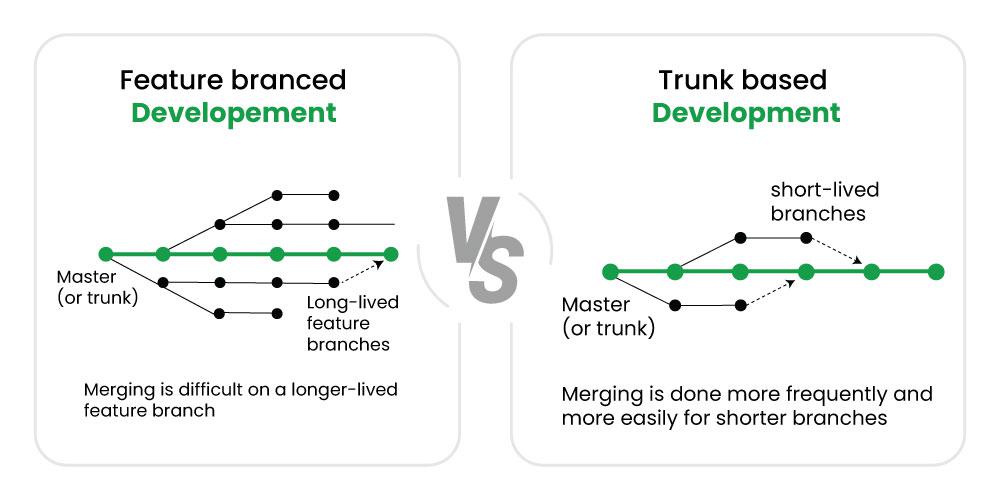 Feature branced
Developement
Master
(or trunk)
Long-lived
feature
branches
Merging is difficult on a longer-lived
feature branch
VS
Trunk based
Development
short-lived
branches
Master
(or trunk)
Merging is done more frequently and
more easily for shorter branches